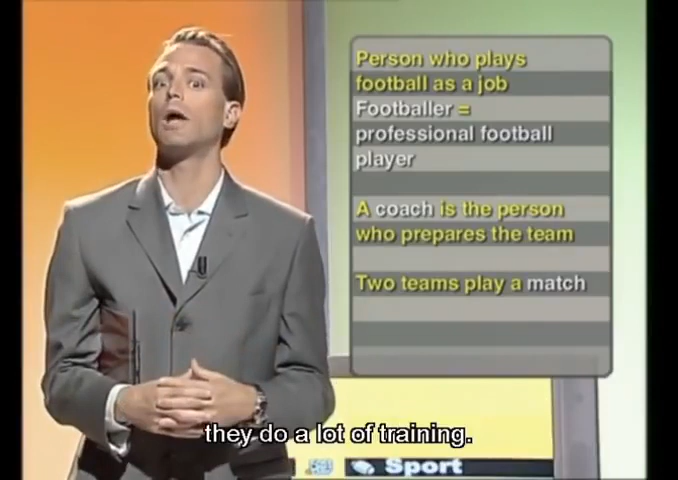 Person who plays
football as a job
Footballer =
professional football
player
A coach is the person
who prepares the team
Two teams play a match
they do a lot of training.
Sport